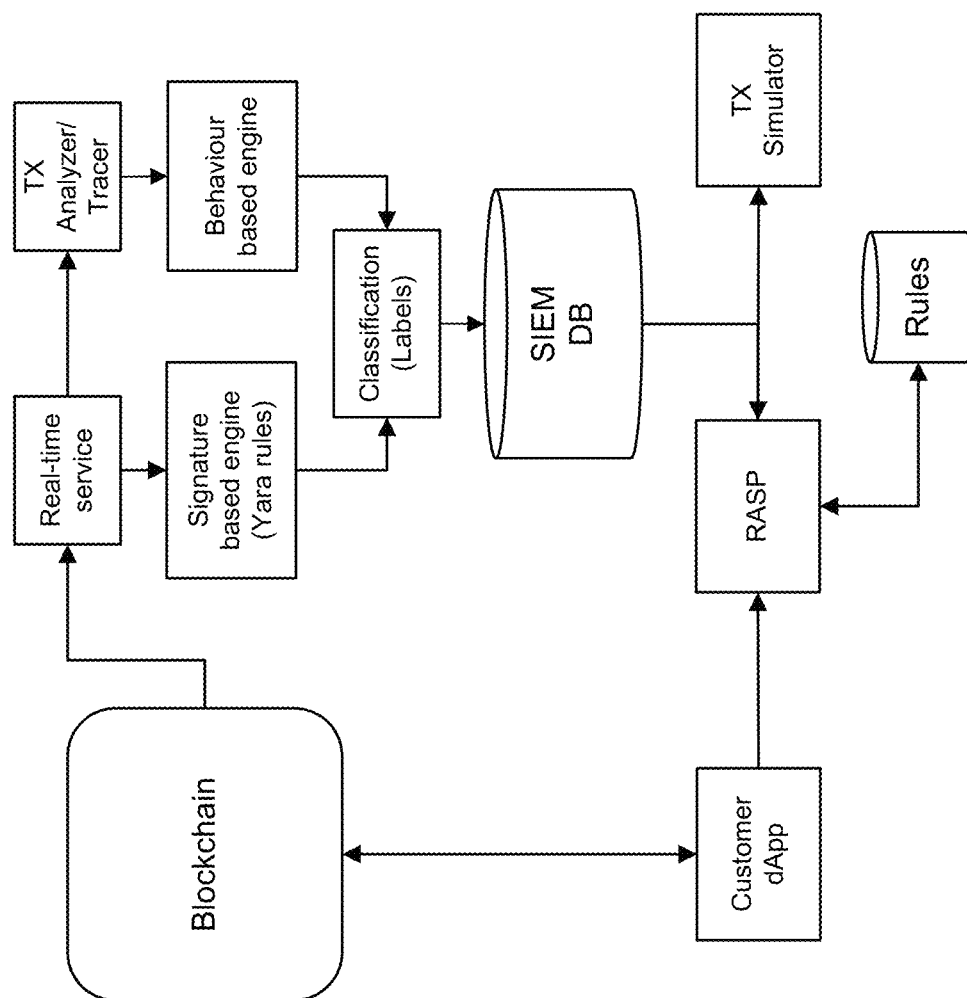 Blockchain
Real-time
service
TX
Analyzer/
Tracer
Signature
based engine
(Yara rules)
Behaviour
based engine
Classification
(Labels)
SIEM
DB
Customer
dApp
RASP
TX
Simulator
Rules